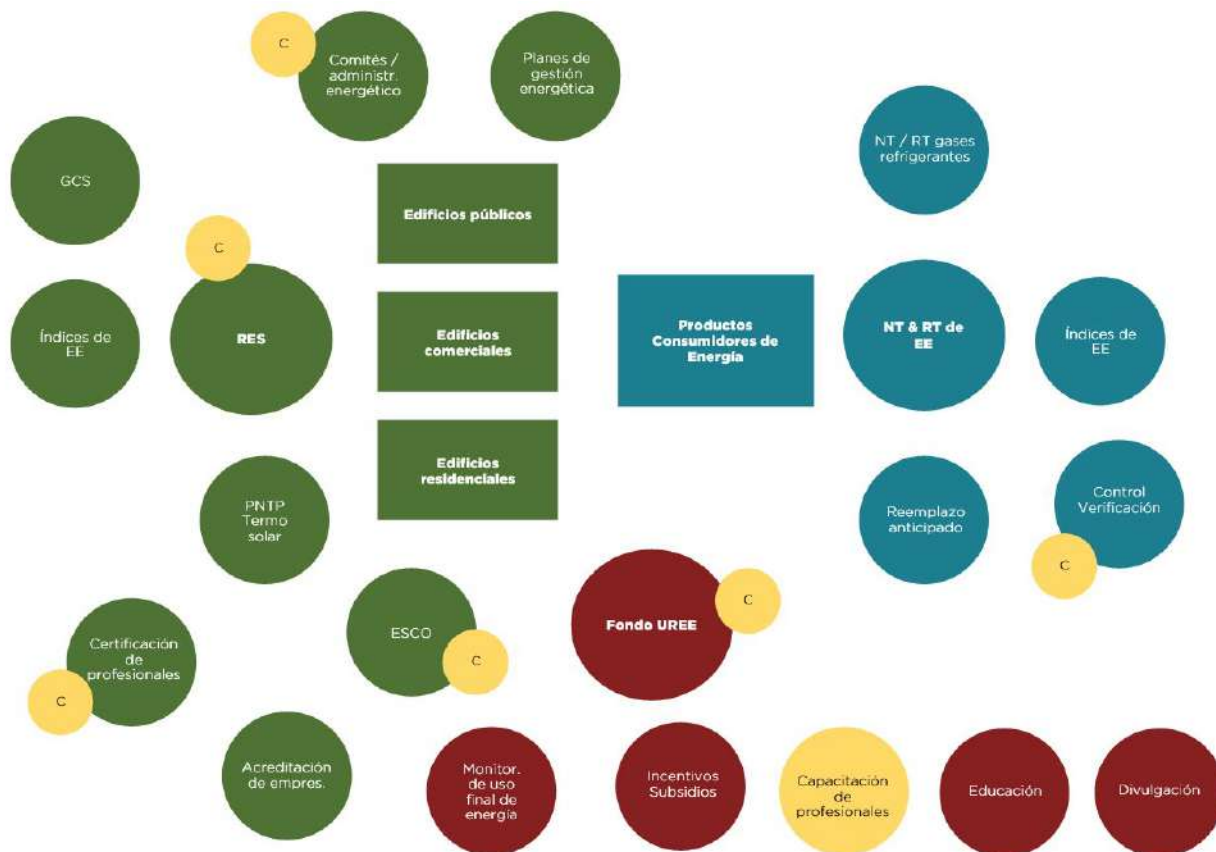 C
Comités /
administr.
energético
Planes de
gestión
energética
NT / RT gases
refrigerantes
GCS
Edificios públicos
C
RES
Índices de
EE
Edificios
comerciales
Productos
Consumidores de
Energía
NT & RT de
EE
Índices de
EE
Edificios
residenciales
PNTP
Termo
solar
Reemplazo
anticipado
Control
Verificación
C
Certificación
de
profesionales
C
ESCO
C
Fondo UREE
C
Acreditación
de empres.
Monitor.
de uso
final de
energía
Incentivos
Subsidios
Capacitación
de
profesionales
Educación
Divulgación